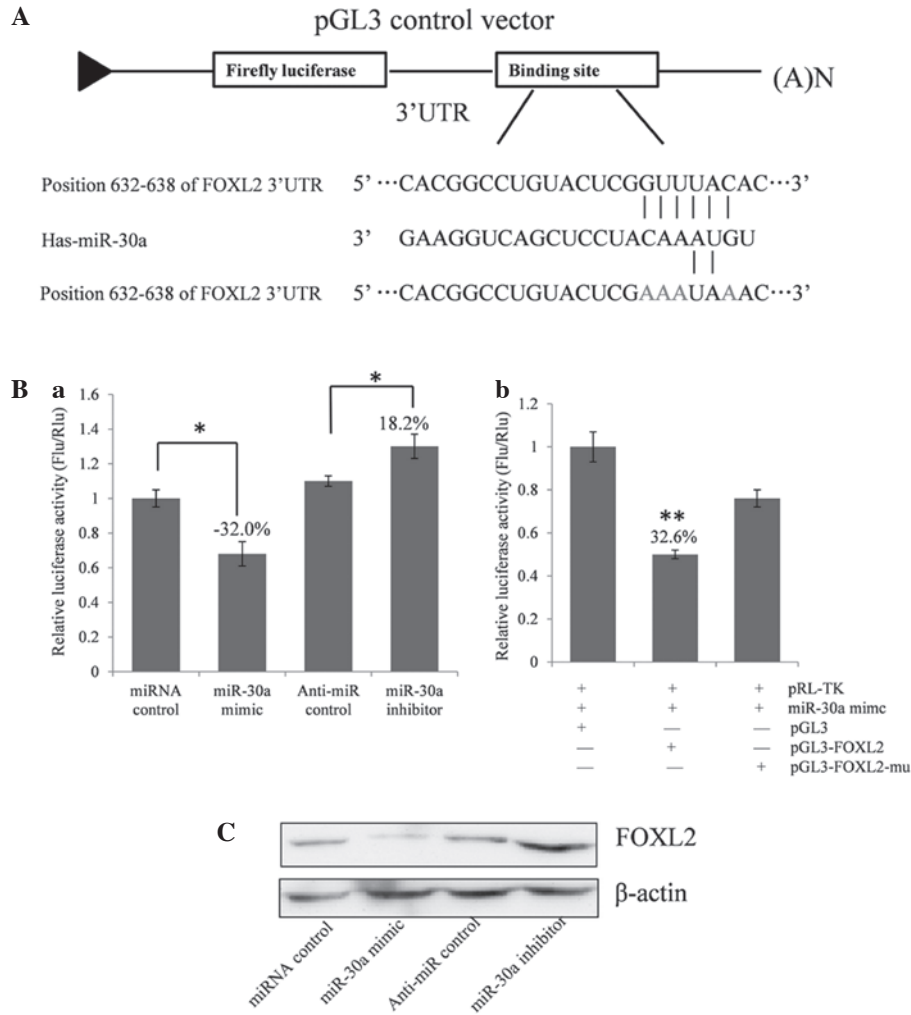 A
pGL3 control vector
Firefly luciferase
Binding site
(A)N
3’UTR
Position 632-638 of FOXL2 3’UTR 5’ ···CACGGCCUGUACUCGGUUUACAC···3’
Has-miR-30a 3’ GAAGGUCAGCUCCUACAAAUGU
Position 632-638 of FOXL2 3’UTR 5’ ···CACGGCCUGUACUCGAAAUAAAC···3’
B
a
Relative luciferase activity (Flu/Rlu)
1.6
1.4
1.2
1
0.8
0.6
0.4
0.2
0
*
-32.0%
*
18.2%
miRNA control
miR-30a mimic
Anti-miR control
miR-30a inhibitor
b
Relative luciferase activity (Flu/Rlu)
1.2
1
0.8
0.6
0.4
0.2
0
**
32.6%
+ + + pRL-TK
+ + + miR-30a mimc
+ — — pGL3
— + — pGL3-FOXL2
— — + pGL3-FOXL2-mu
C
FOXL2
β-actin
miRNA control
miR-30a mimic
Anti-miR control
miR-30a inhibitor